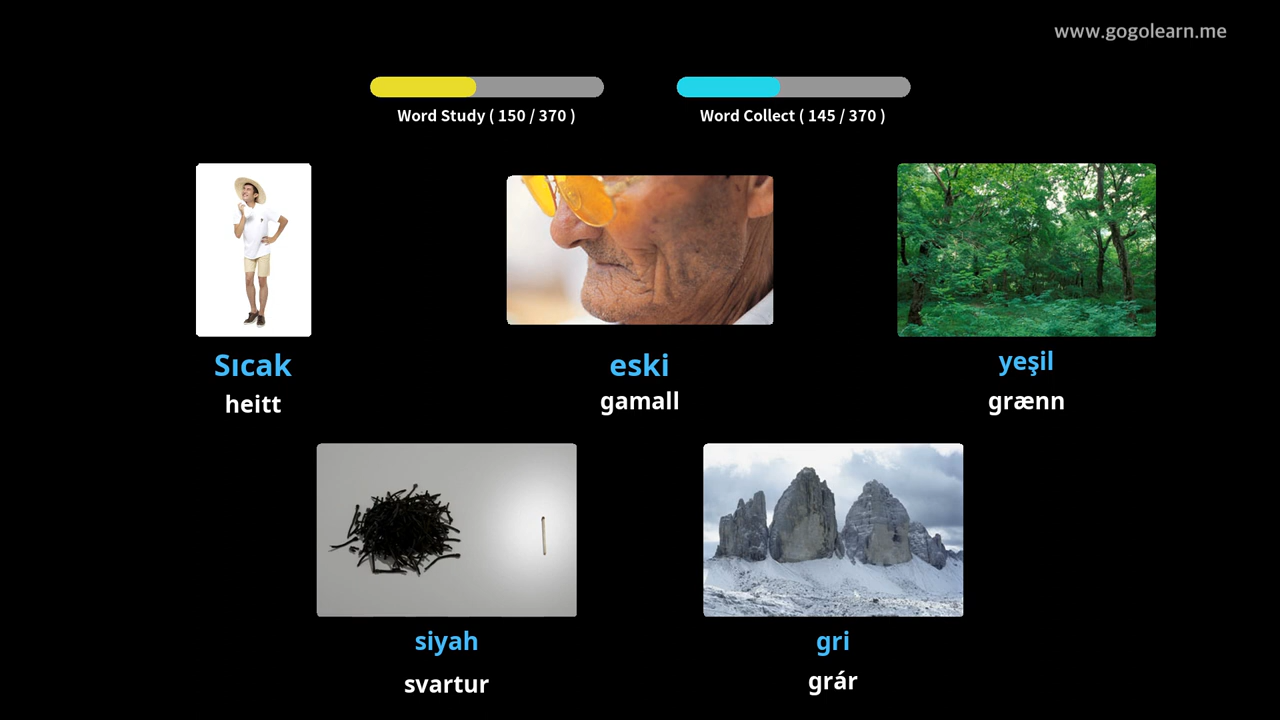 www.gogolearn.me
Word Study ( 150 / 370 )
Word Collect ( 145 / 370 )
Sıcak
heitt
eski
gamall
yeşil
grænn
siyah
svartur
gri
grár